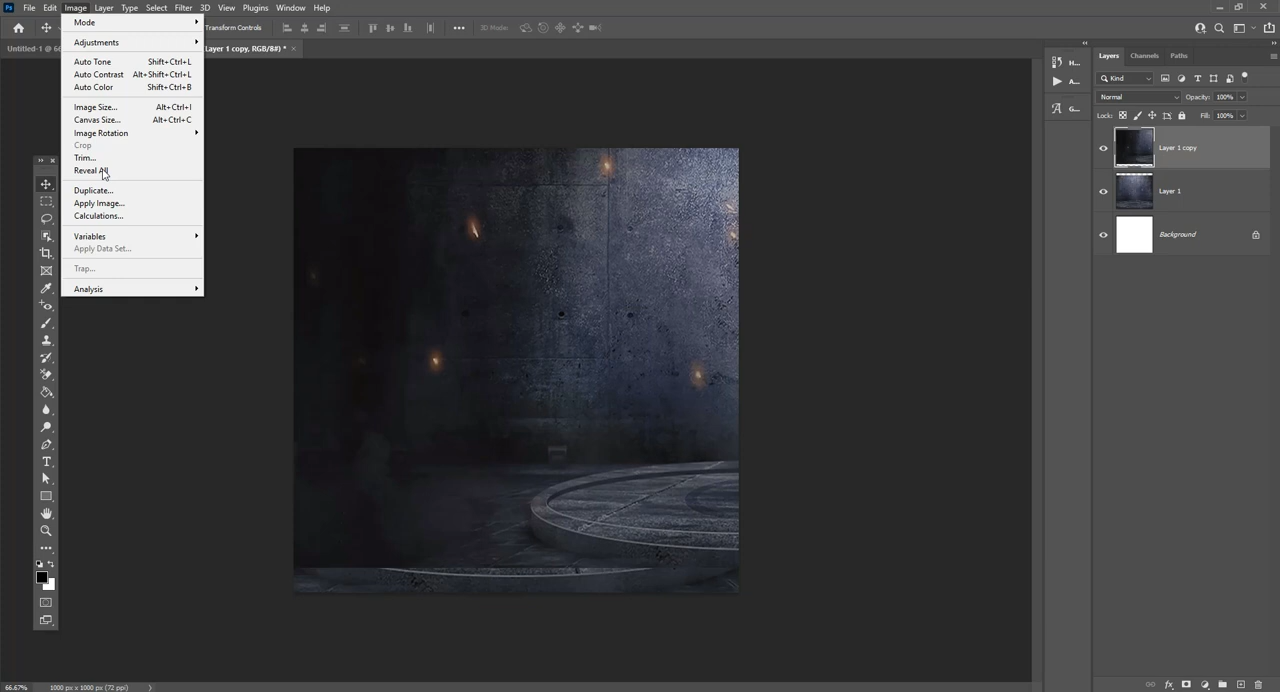 Ps File Edit Image Layer Type Select Filter 3D View Plugins Window Help
Transform Controls ••• 3D Mode:
Untitled-1 @ 66 Layer 1 copy, RGB/8#) * ×
Mode
Adjustments
Auto Tone Shift+Ctrl+L
Auto Contrast Alt+Shift+Ctrl+L
Auto Color Shift+Ctrl+B
Image Size... Alt+Ctrl+I
Canvas Size... Alt+Ctrl+C
Image Rotation
Crop
Trim...
Reveal All
Duplicate...
Apply Image...
Calculations...
Variables
Apply Data Set...
Trap...
Analysis
H...
A...
G...
Layers Channels Paths
Kind
Normal Opacity: 100%
Lock: Fill: 100%
Layer 1 copy
Layer 1
Background
66.67% 1000 px x 1000 px (72 ppi)